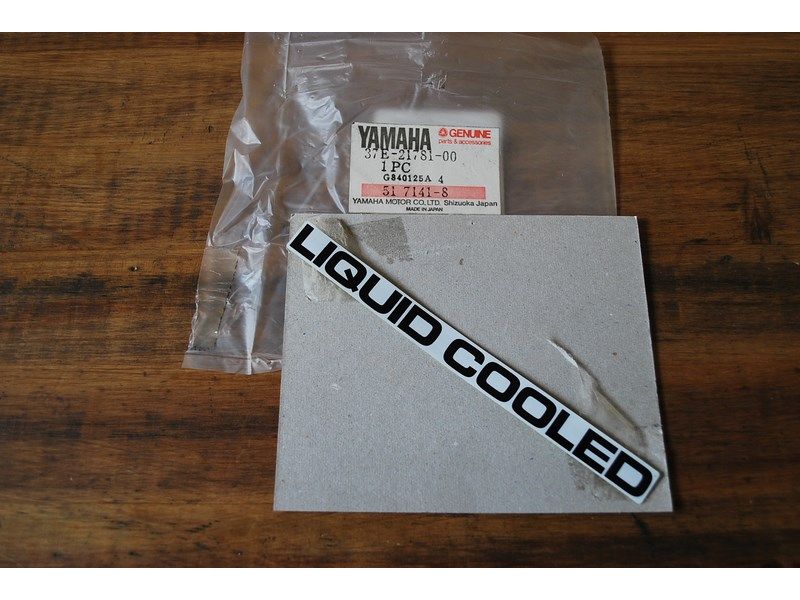 YAMAHA GENUINE
parts & accessories
37E-21781-00
1PC
G840125A 4
51 7141-8
YAMAHA MOTOR CO., LTD. Shizuoka Japan
MADE IN JAPAN
LIQUID COOLED